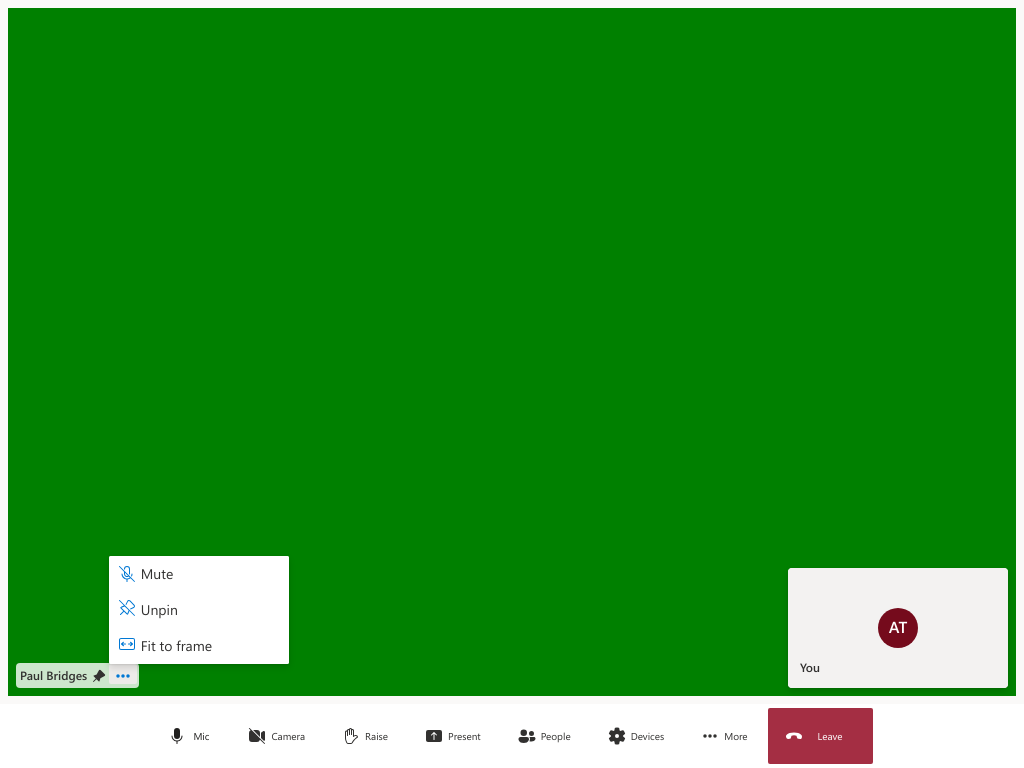 Mute
Unpin
Fit to frame
Paul Bridges
AT
You
Mic
Camera
Raise
Present
People
Devices
More
Leave